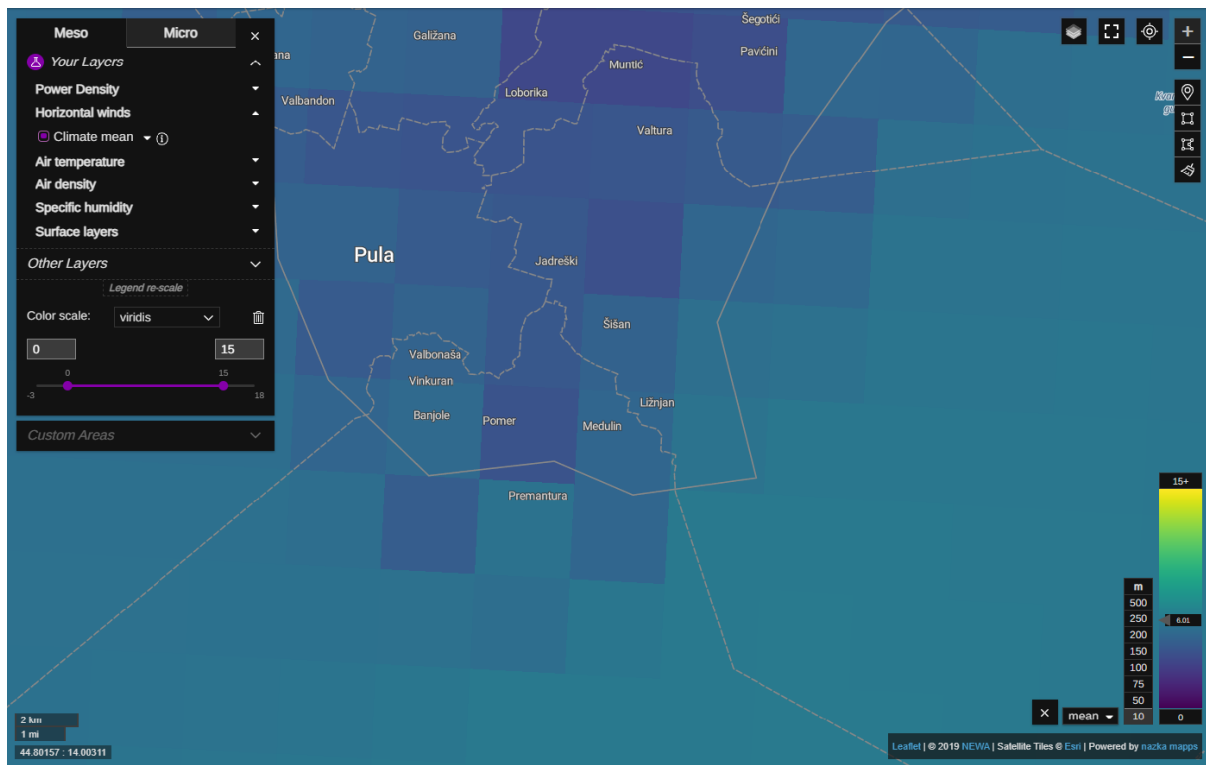 Meso Micro
Your Layers
Power Density
Horizontal winds
Climate mean
Air temperature
Air density
Specific humidity
Surface layers
Other Layers
Legend re-scale
Color scale: viridis
0 15
0 15
-3 18
Custom Areas
Šegotići
Galižana
Pavćini
ana
Muntić
Loborika
Valbandon
Valtura
Pula
Jadreški
Šišan
Valbonaša
Vinkuran
Ližnjan
Banjole
Pomer
Medulin
Premantura
15+
m
500
250
6.01
200
150
100
75
50
mean 10 0
2 km
1 mi
44.80157 : 14.00311
Leaflet | © 2019 NEWA | Satellite Tiles © Esri | Powered by nazka mapps